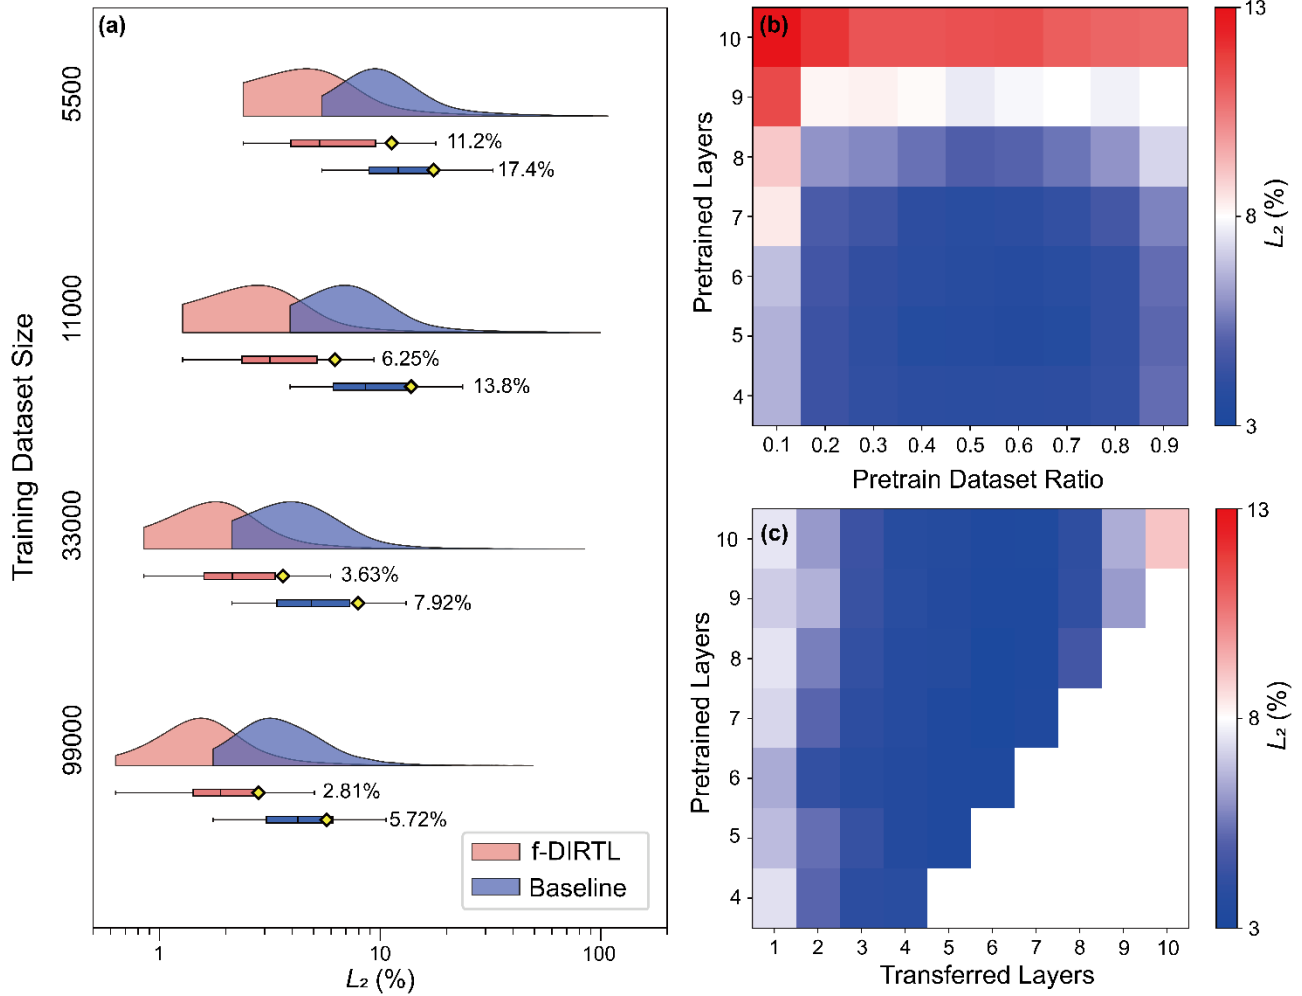 (a)
Training Dataset Size
5500
11.2%
17.4%
11000
6.25%
13.8%
33000
3.63%
7.92%
99000
2.81%
5.72%
f-DIRTL
Baseline
1 10 100
L₂ (%)
(b)
Pretrained Layers
10
9
8
7
6
5
4
0.1 0.2 0.3 0.4 0.5 0.6 0.7 0.8 0.9
Pretrain Dataset Ratio
13
8
3
L₂ (%)
(c)
Pretrained Layers
10
9
8
7
6
5
4
1 2 3 4 5 6 7 8 9 10
Transferred Layers
13
8
3
L₂ (%)